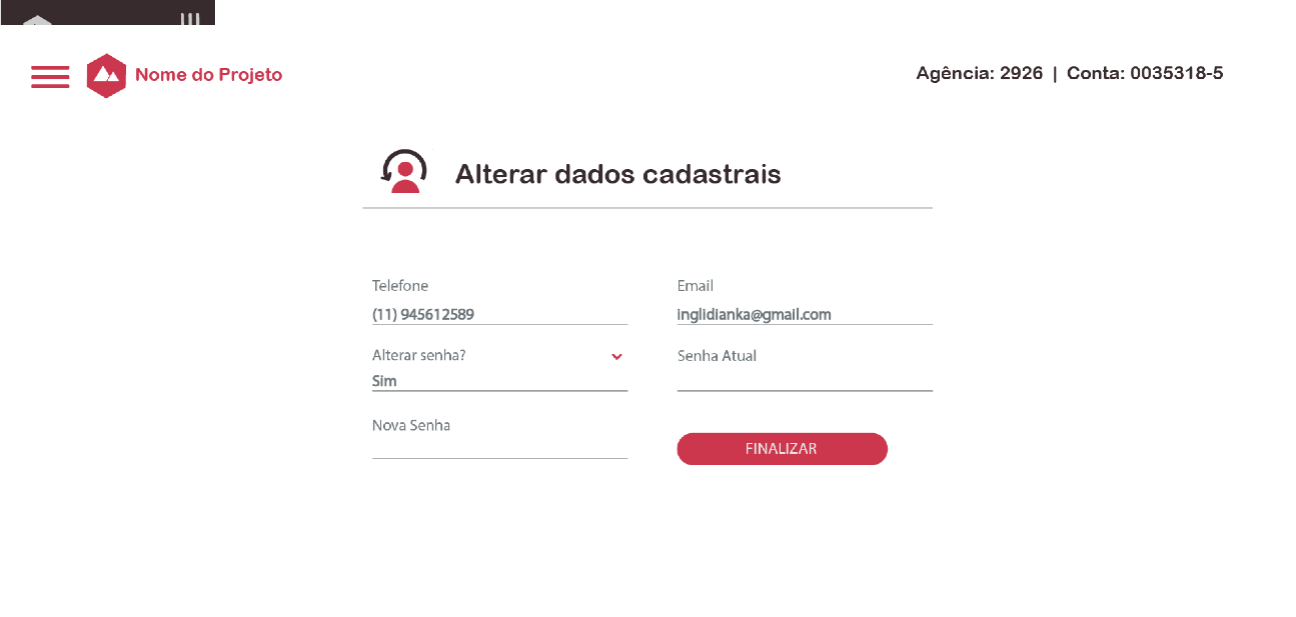 Nome do Projeto
Agência: 2926 | Conta: 0035318-5
Alterar dados cadastrais
Telefone
Email
(11) 945612589
inglidianka@gmail.com
Alterar senha?
Senha Atual
Sim
Nova Senha
FINALIZAR